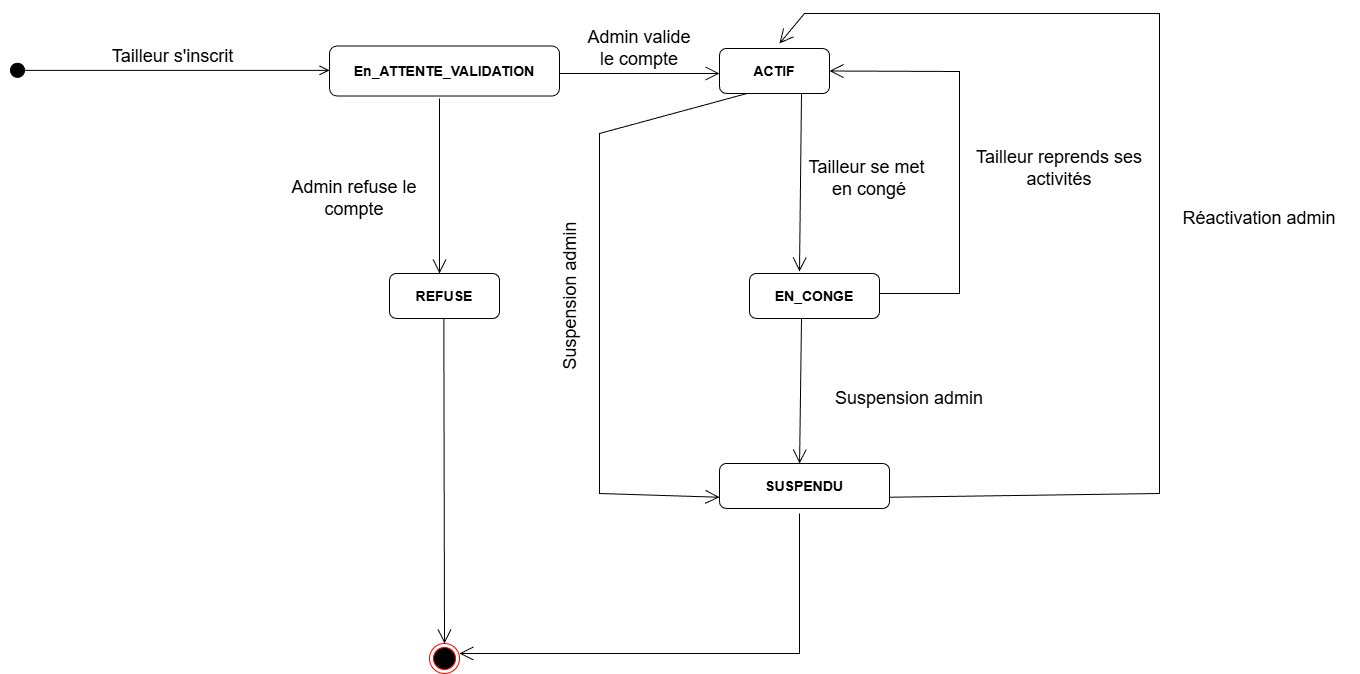 Tailleur s'inscrit
En_ATTENTE_VALIDATION
Admin valide
le compte
ACTIF
Admin refuse le
compte
Tailleur se met
en congé
Tailleur reprends ses
activités
Réactivation admin
Suspension admin
REFUSE
EN_CONGE
Suspension admin
SUSPENDU